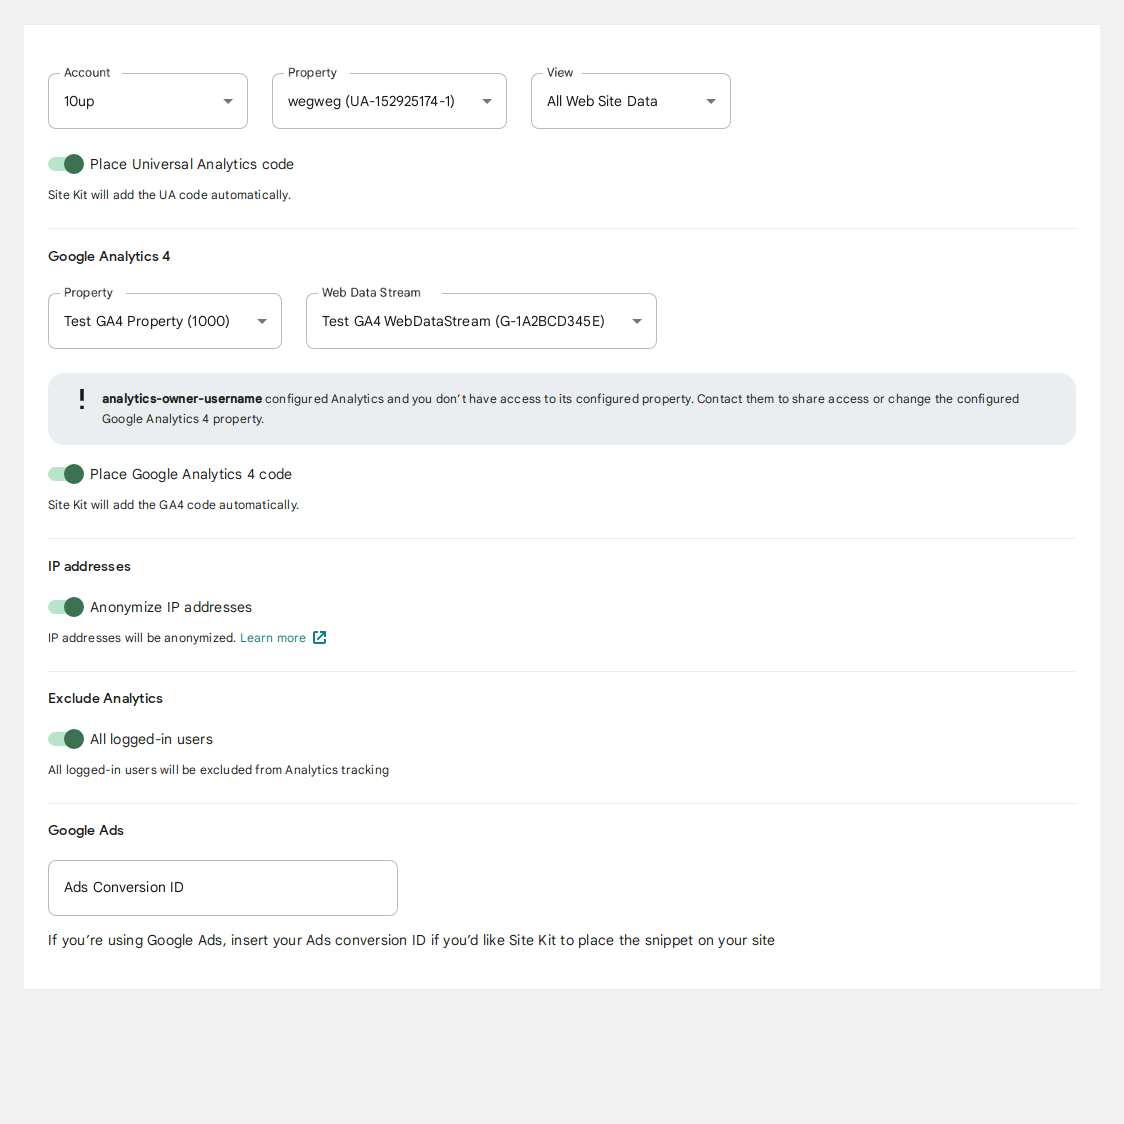 Account
Property
View
10up
wegweg (UA-152925174-1)
All Web Site Data
Place Universal Analytics code
Site Kit will add the UA code automatically.
Google Analytics 4
Property
Web Data Stream
Test GA4 Property (1000)
Test GA4 WebDataStream (G-1A2BCD345E)
analytics-owner-username configured Analytics and you don’t have access to its configured property. Contact them to share access or change the configured
Google Analytics 4 property.
Place Google Analytics 4 code
Site Kit will add the GA4 code automatically.
IP addresses
Anonymize IP addresses
IP addresses will be anonymized. Learn more
Exclude Analytics
All logged-in users
All logged-in users will be excluded from Analytics tracking
Google Ads
Ads Conversion ID
If you’re using Google Ads, insert your Ads conversion ID if you’d like Site Kit to place the snippet on your site